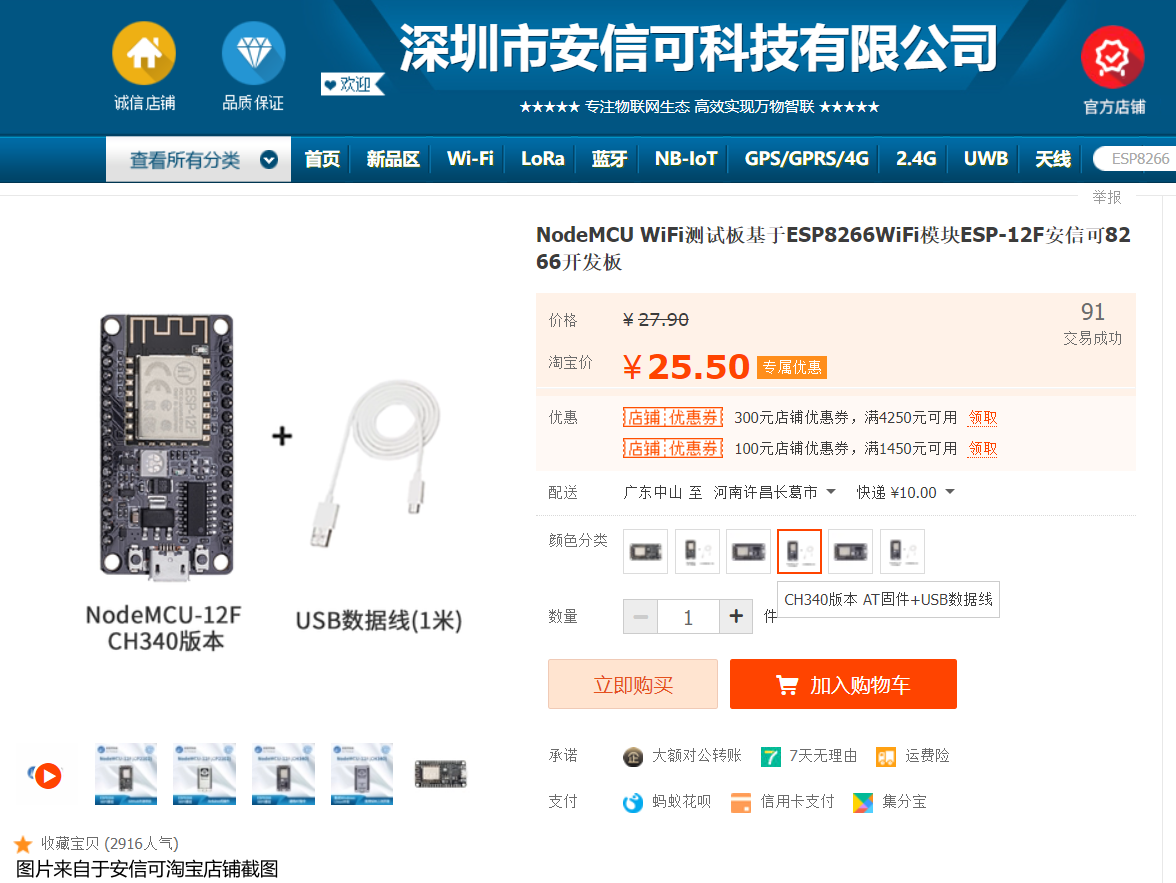 深圳市安信可科技有限公司
诚信店铺
品质保证
欢迎
★★★★★ 专注物联网生态 高效实现万物智联 ★★★★★
官方店铺
查看所有分类 首页 新品区 Wi-Fi LoRa 蓝牙 NB-IoT GPS/GPRS/4G 2.4G UWB 天线 ESP8266
举报
NodeMCU WiFi测试板基于ESP8266WiFi模块ESP-12F安信可82
66开发板
价格 ¥ 27.90
91
交易成功
淘宝价 ¥ 25.50 专属优惠
优惠 店铺 优惠券 300元店铺优惠券，满4250元可用 领取
店铺 优惠券 100元店铺优惠券，满1450元可用 领取
配送 广东中山 至 河南许昌长葛市 快递 ¥10.00
颜色分类
CH340版本 AT固件+USB数据线
数量 − 1 + 件
立即购买 加入购物车
承诺 企 大额对公转账 7 7天无理由 运费险
支付 蚂蚁花呗 信用卡支付 集分宝
ESP-12F
+
NodeMCU-12F
CH340版本
USB数据线(1米)
收藏宝贝 (2916人气)
图片来自于安信可淘宝店铺截图